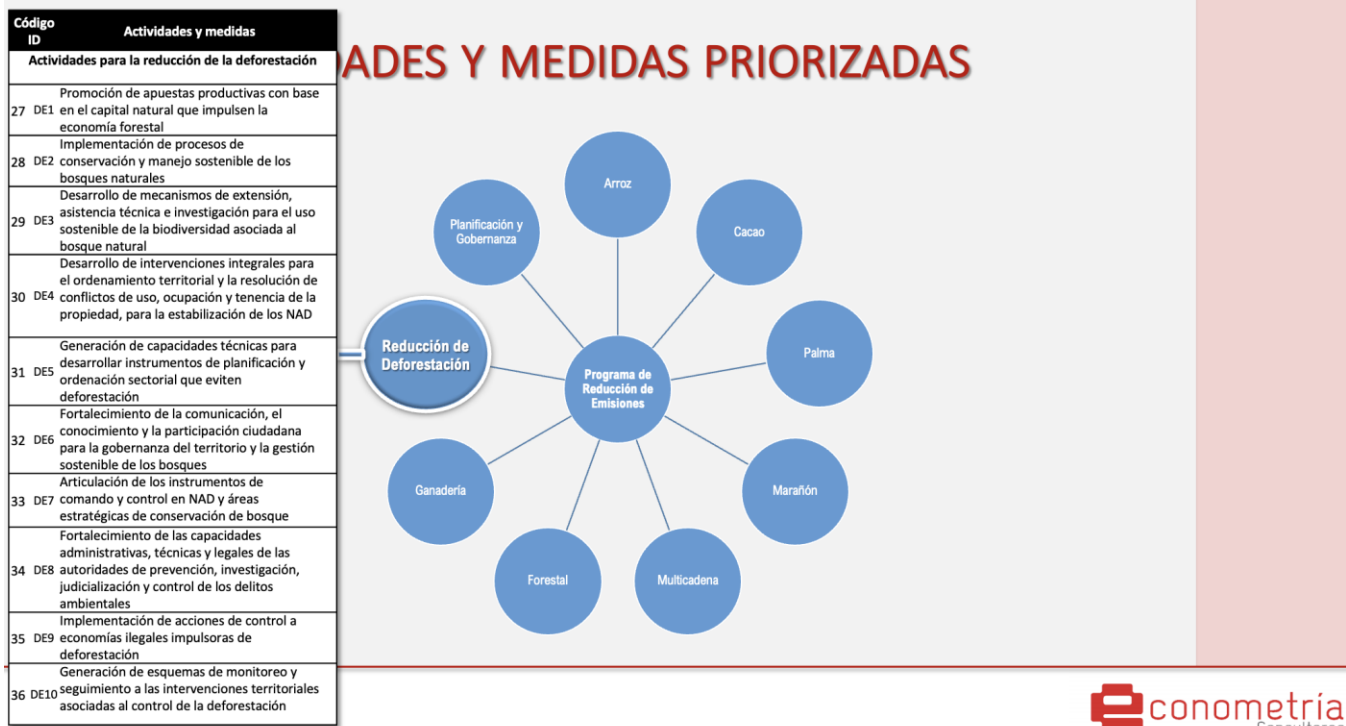 Código ID Actividades y medidas
Actividades para la reducción de la deforestación
27 DE1 Promoción de apuestas productivas con base
en el capital natural que impulsen la
economía forestal
28 DE2 Implementación de procesos de
conservación y manejo sostenible de los
bosques naturales
29 DE3 Desarrollo de mecanismos de extensión,
asistencia técnica e investigación para el uso
sostenible de la biodiversidad asociada al
bosque natural
30 DE4 Desarrollo de intervenciones integrales para
el ordenamiento territorial y la resolución de
conflictos de uso, ocupación y tenencia de la
propiedad, para la estabilización de los NAD
31 DE5 Generación de capacidades técnicas para
desarrollar instrumentos de planificación y
ordenación sectorial que eviten
deforestación
32 DE6 Fortalecimiento de la comunicación, el
conocimiento y la participación ciudadana
para la gobernanza del territorio y la gestión
sostenible de los bosques
33 DE7 Articulación de los instrumentos de
comando y control en NAD y áreas
estratégicas de conservación de bosque
34 DE8 Fortalecimiento de las capacidades
administrativas, técnicas y legales de las
autoridades de prevención, investigación,
judicialización y control de los delitos
ambientales
35 DE9 Implementación de acciones de control a
economías ilegales impulsoras de
deforestación
36 DE10 Generación de esquemas de monitoreo y
seguimiento a las intervenciones territoriales
asociadas al control de la deforestación
DADES Y MEDIDAS PRIORIZADAS
Arroz
Cacao
Palma
Marañón
Multicadena
Forestal
Ganadería
Reducción de
Deforestación
Planificación y
Gobernanza
Programa de
Reducción de
Emisiones
econometría
Consultores